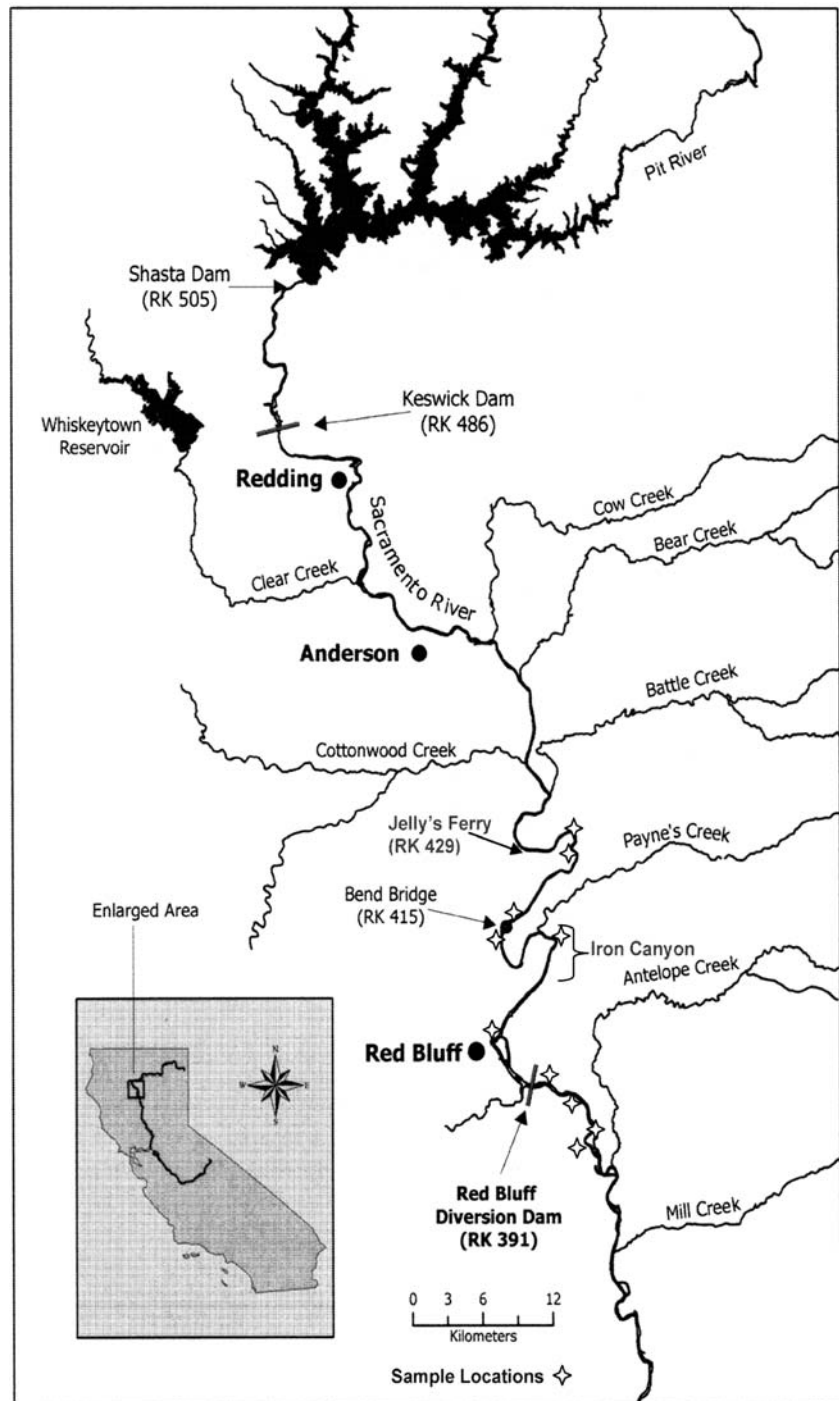 Pit River
Shasta Dam
(RK 505)
Keswick Dam
(RK 486)
Whiskeytown
Reservoir
Redding
Sacramento River
Cow Creek
Bear Creek
Clear Creek
Anderson
Battle Creek
Cottonwood Creek
Jelly's Ferry
(RK 429)
Payne's Creek
Bend Bridge
(RK 415)
Enlarged Area
Iron Canyon
Antelope Creek
Red Bluff
N
W
E
S
Red Bluff
Diversion Dam
(RK 391)
Mill Creek
0 3 6 12
Kilometers
Sample Locations